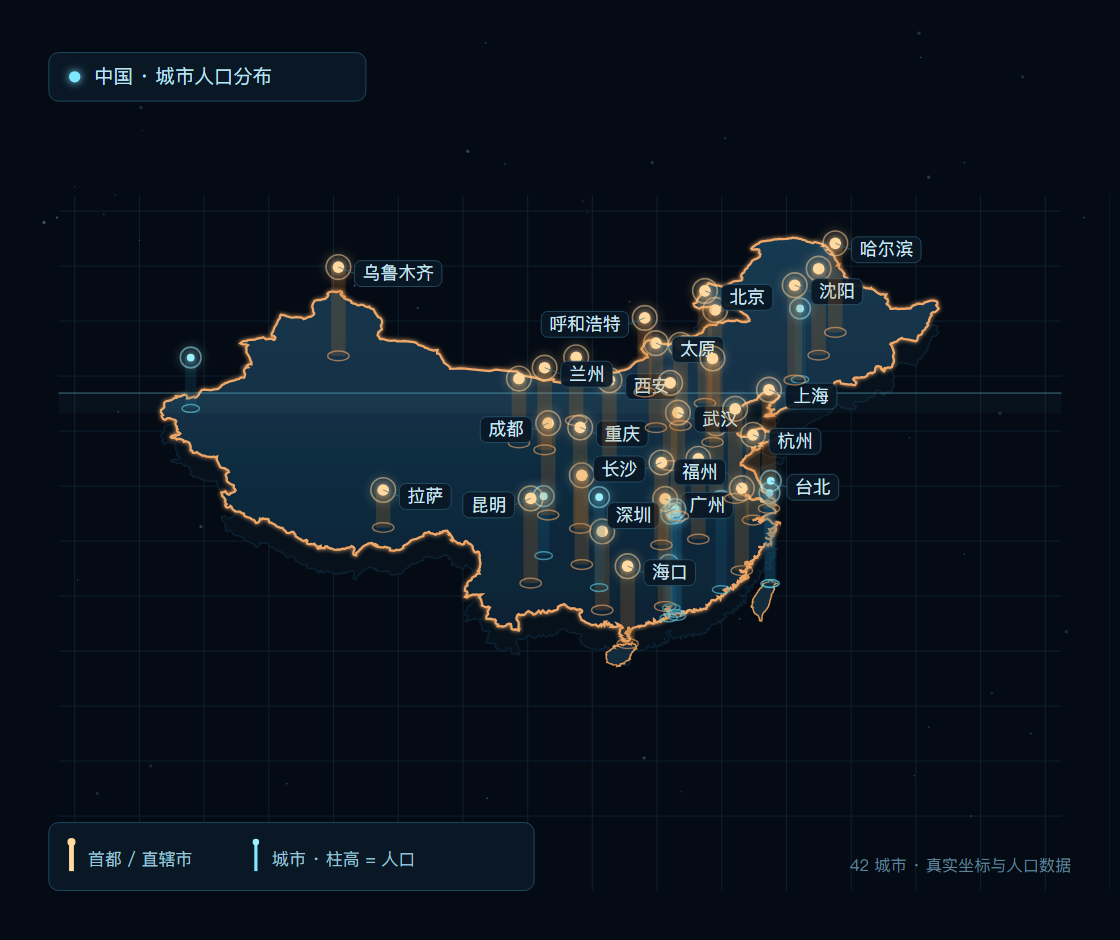 中国 · 城市人口分布
哈尔滨
乌鲁木齐
沈阳
北京
呼和浩特
太原
兰州
西安
上海
武汉
成都
重庆
杭州
长沙
福州
台北
拉萨
昆明
广州
深圳
海口
首都 / 直辖市
城市 · 柱高 = 人口
42 城市 · 真实坐标与人口数据